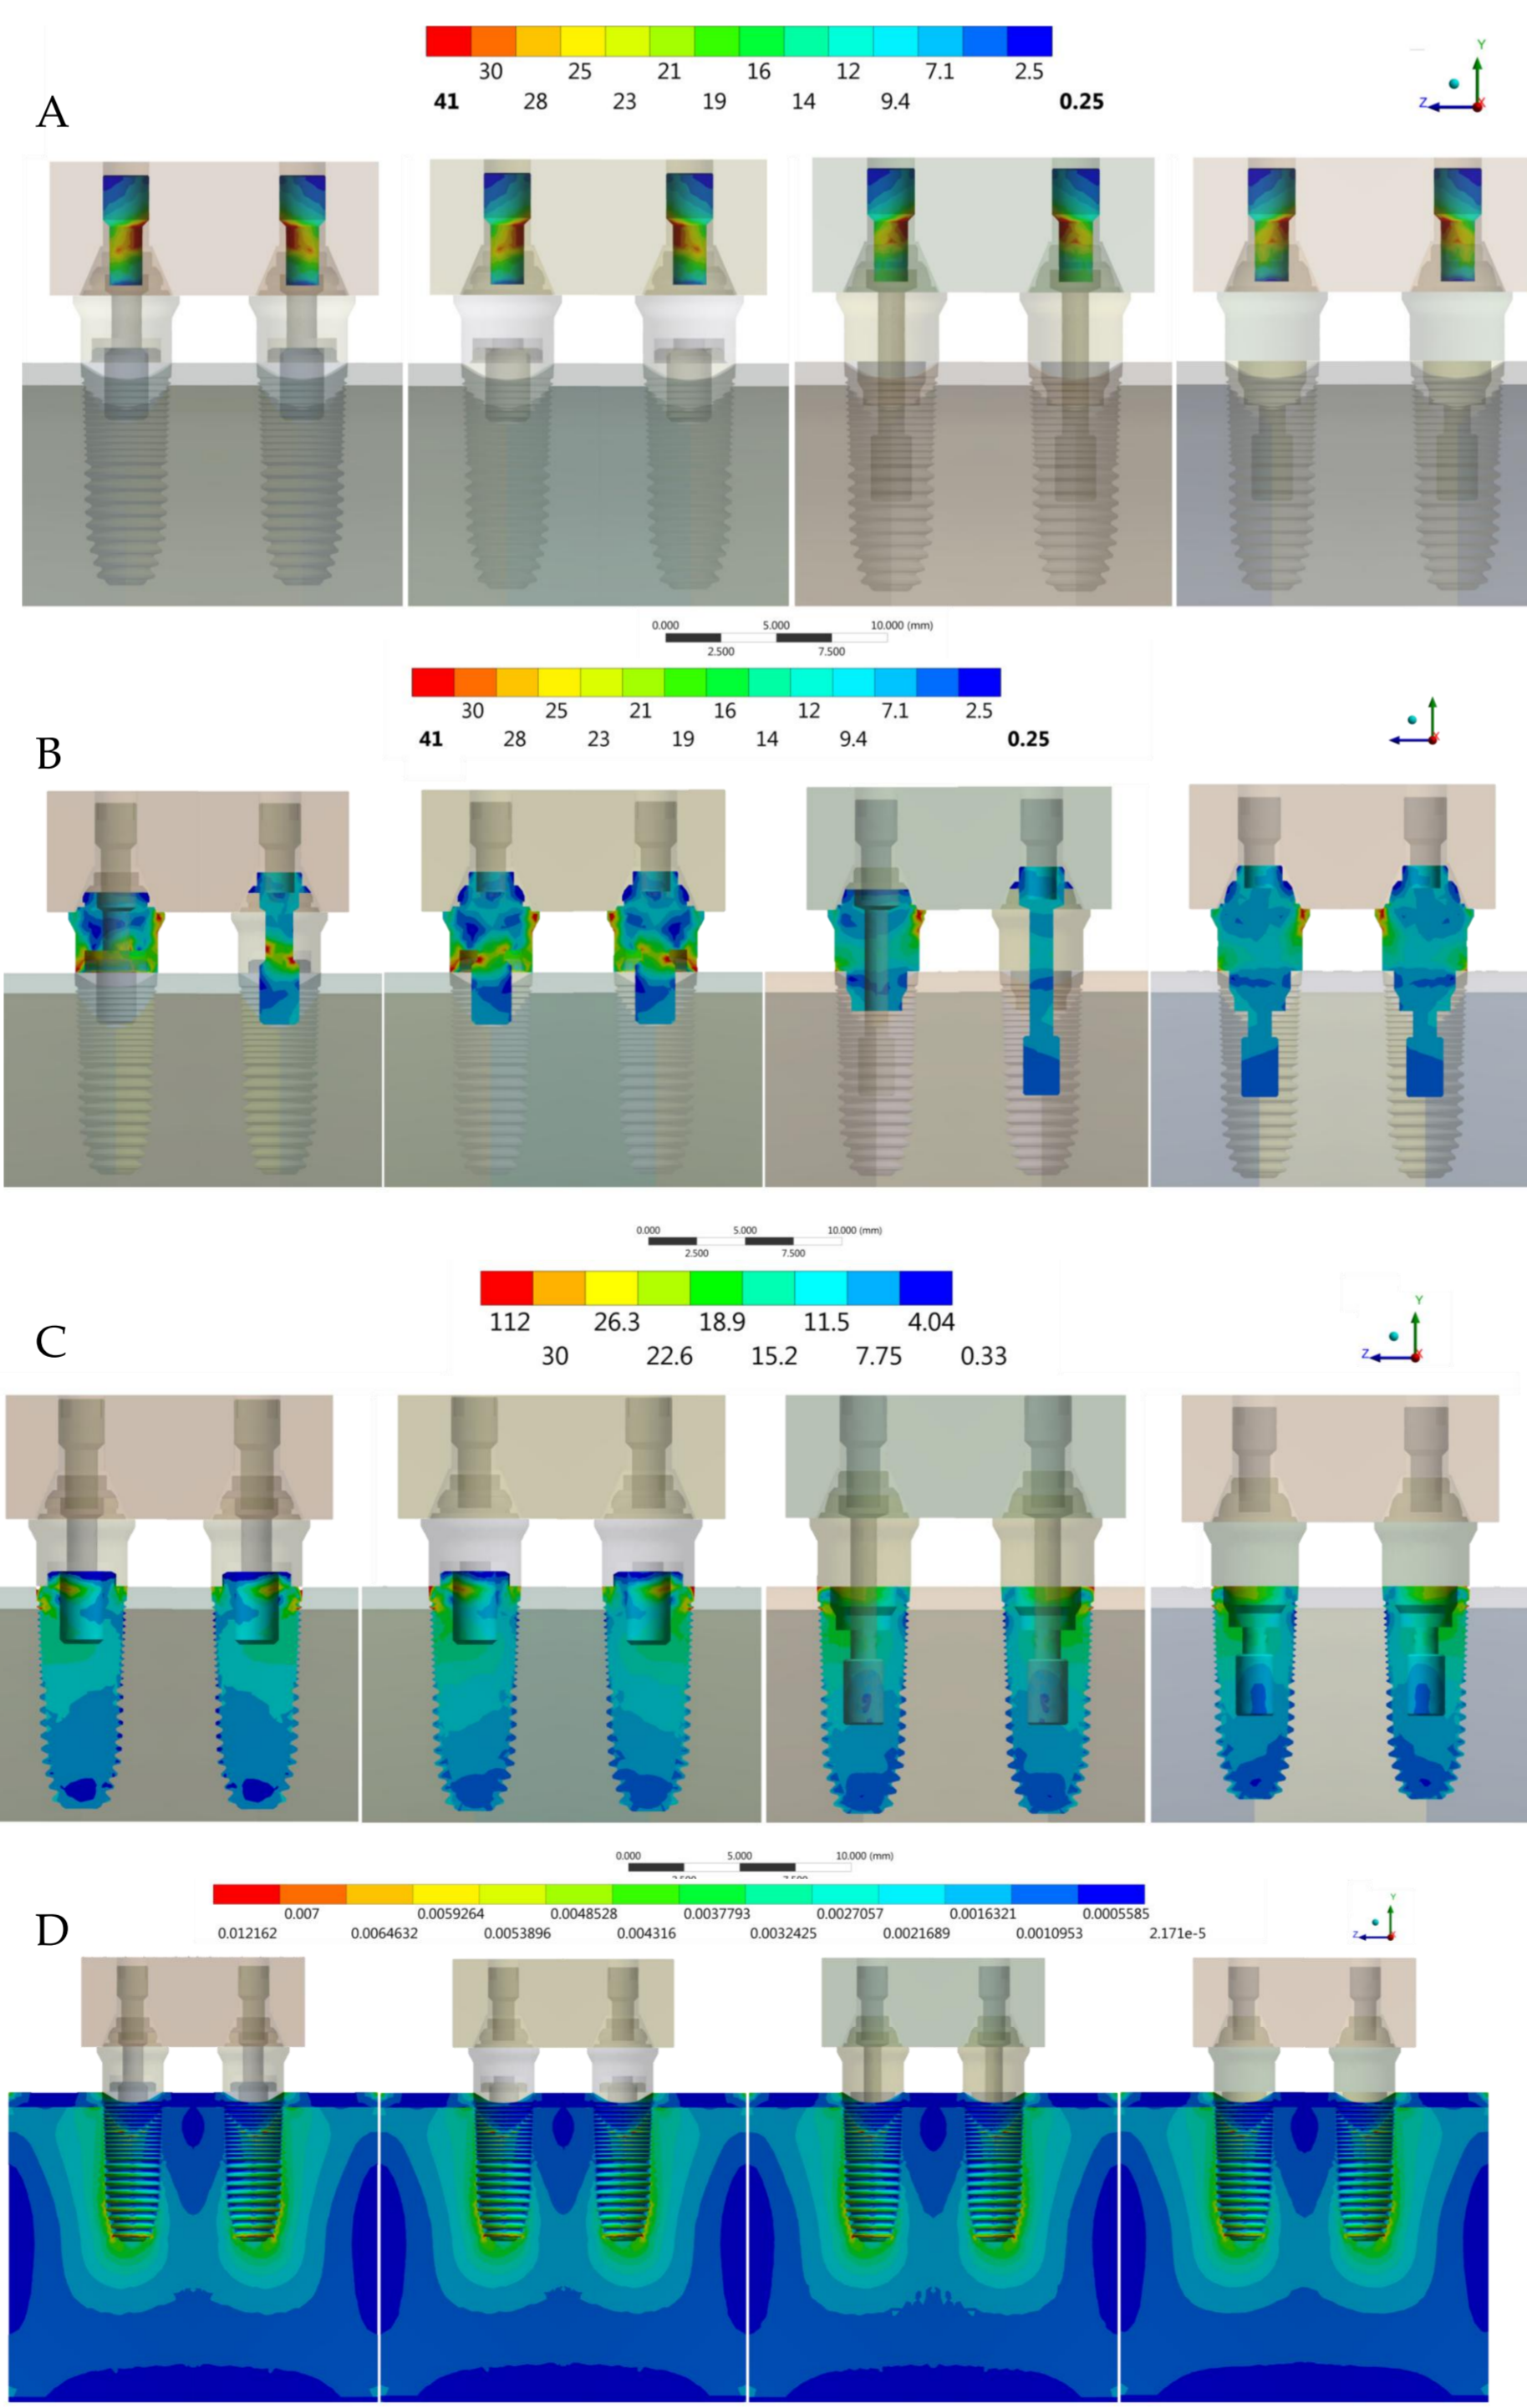 30 25 21 16 12 7.1 2.5
41 28 23 19 14 9.4 0.25
Y
Z X
A
0.000 5.000 10.000 (mm)
2.500 7.500
30 25 21 16 12 7.1 2.5
41 28 23 19 14 9.4 0.25
B
0.000 5.000 10.000 (mm)
2.500 7.500
112 26.3 18.9 11.5 4.04
30 22.6 15.2 7.75 0.33
Y
Z X
C
0.000 5.000 10.000 (mm)
0.007 0.0059264 0.0048528 0.0037793 0.0027057 0.0016321 0.0005585
0.012162 0.0064632 0.0053896 0.004316 0.0032425 0.0021689 0.0010953 2.171e-5
Y
Z
D